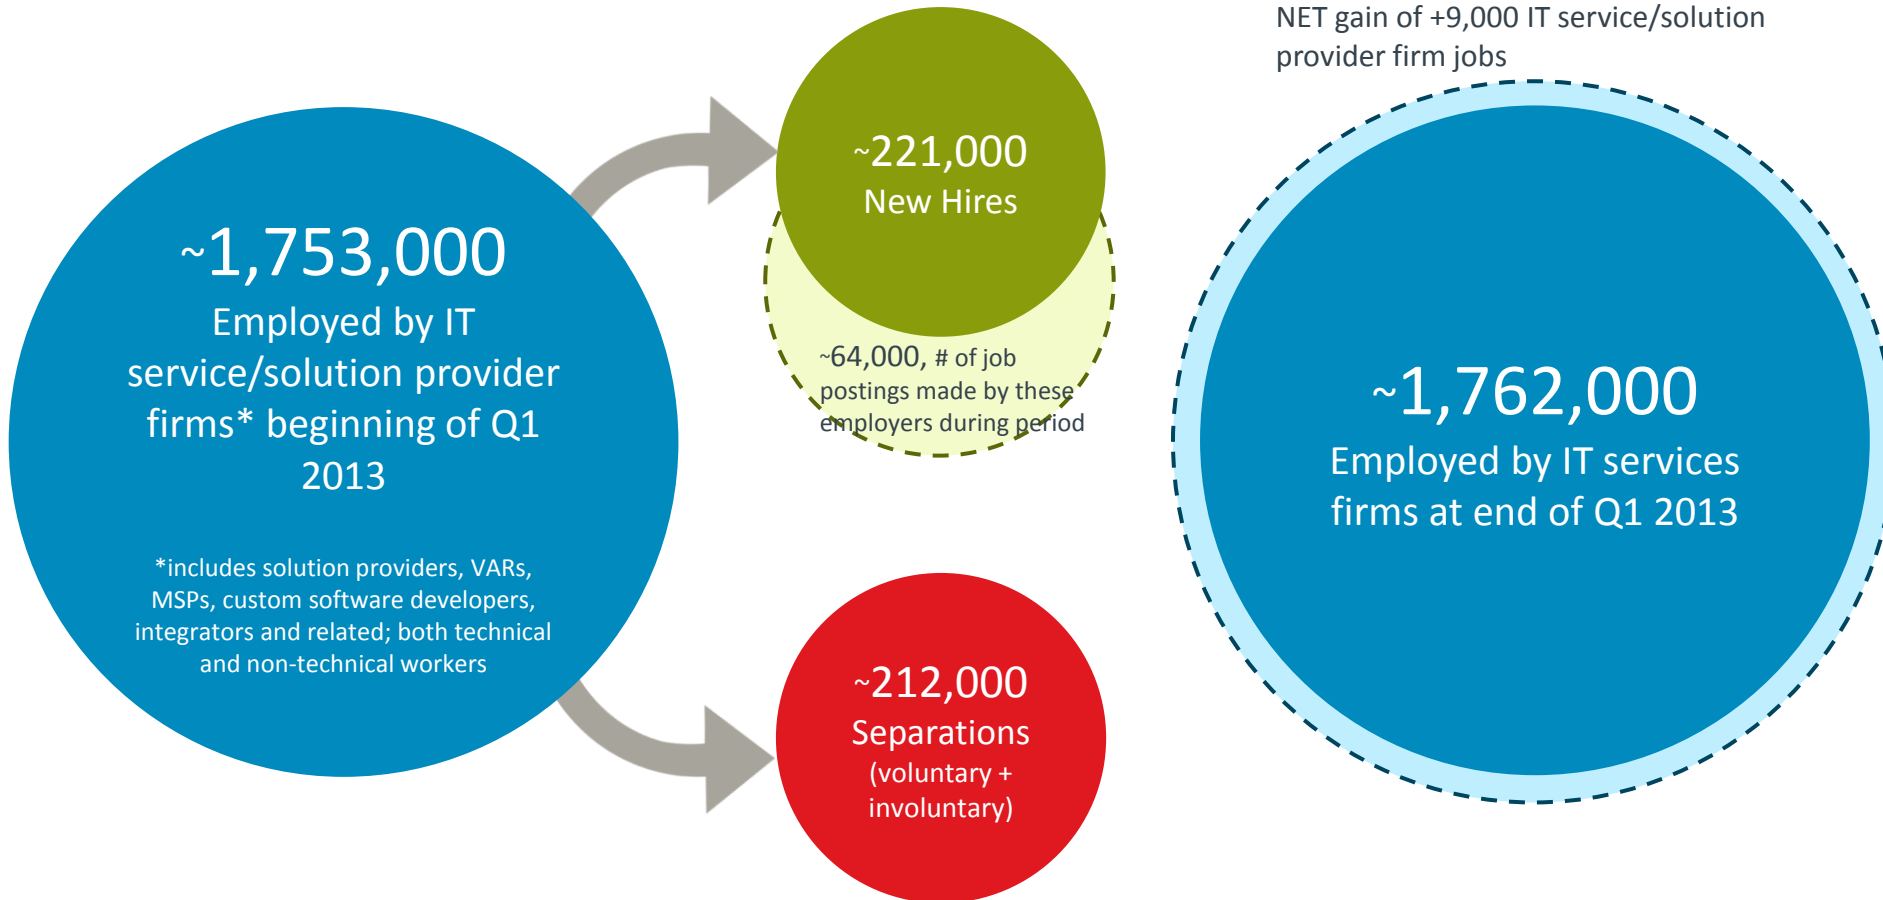 ~1,753,000
Employed by IT
service/solution provider
firms* beginning of Q1
2013
*includes solution providers, VARs,
MSPs, custom software developers,
integrators and related; both technical
and non-technical workers
~221,000
New Hires
~64,000, # of job
postings made by these
employers during period
~212,000
Separations
(voluntary +
involuntary)
NET gain of +9,000 IT service/solution
provider firm jobs
~1,762,000
Employed by IT services
firms at end of Q1 2013